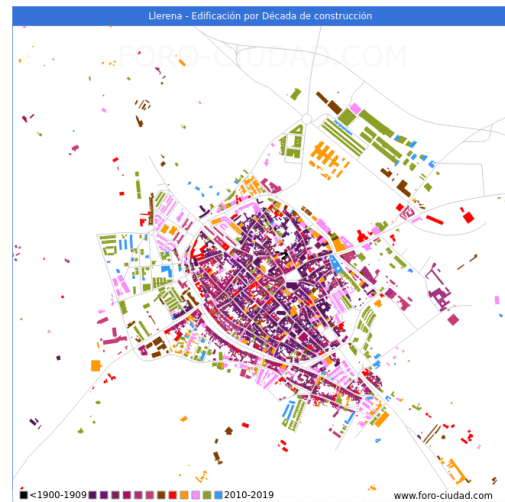 Llerena - Edificación por Década de construcción
FORO-CIUDAD.COM
<1900-1909
2010-2019
www.foro-ciudad.com